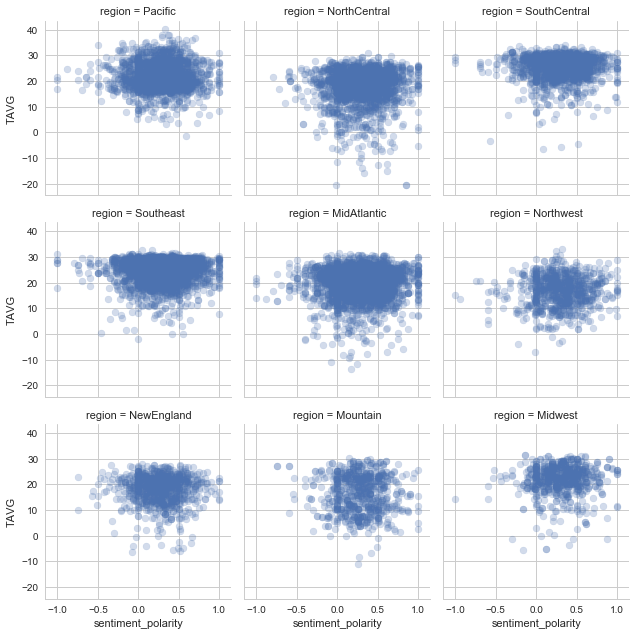 region = Pacific
region = NorthCentral
region = SouthCentral
40
30
20
10
0
−10
−20
TAVG
region = Southeast
region = MidAtlantic
region = Northwest
40
30
20
10
0
−10
−20
TAVG
region = NewEngland
region = Mountain
region = Midwest
40
30
20
10
0
−10
−20
TAVG
−1.0 −0.5 0.0 0.5 1.0
−1.0 −0.5 0.0 0.5 1.0
−1.0 −0.5 0.0 0.5 1.0
sentiment_polarity
sentiment_polarity
sentiment_polarity